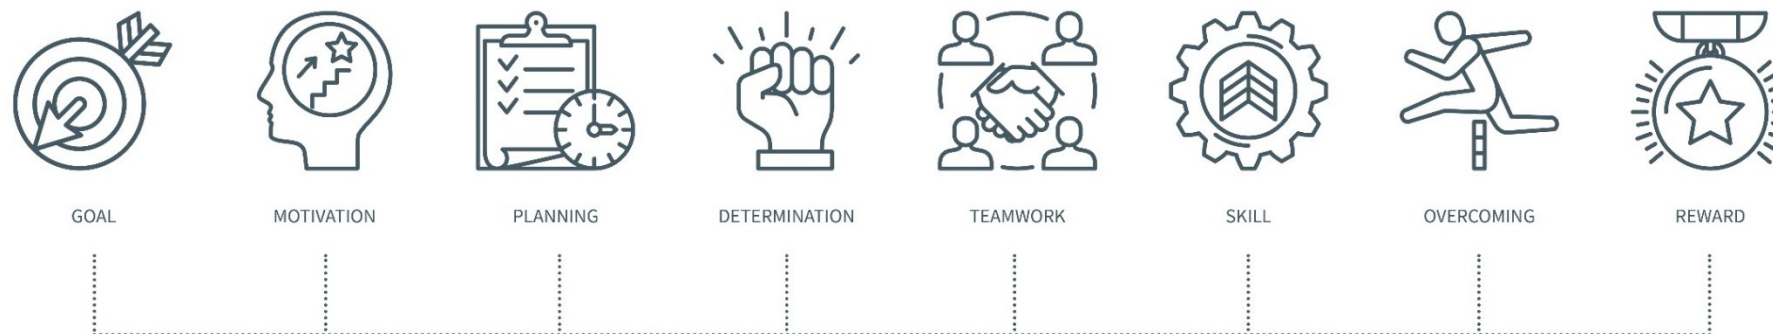 GOAL
MOTIVATION
PLANNING
DETERMINATION
TEAMWORK
SKILL
OVERCOMING
REWARD